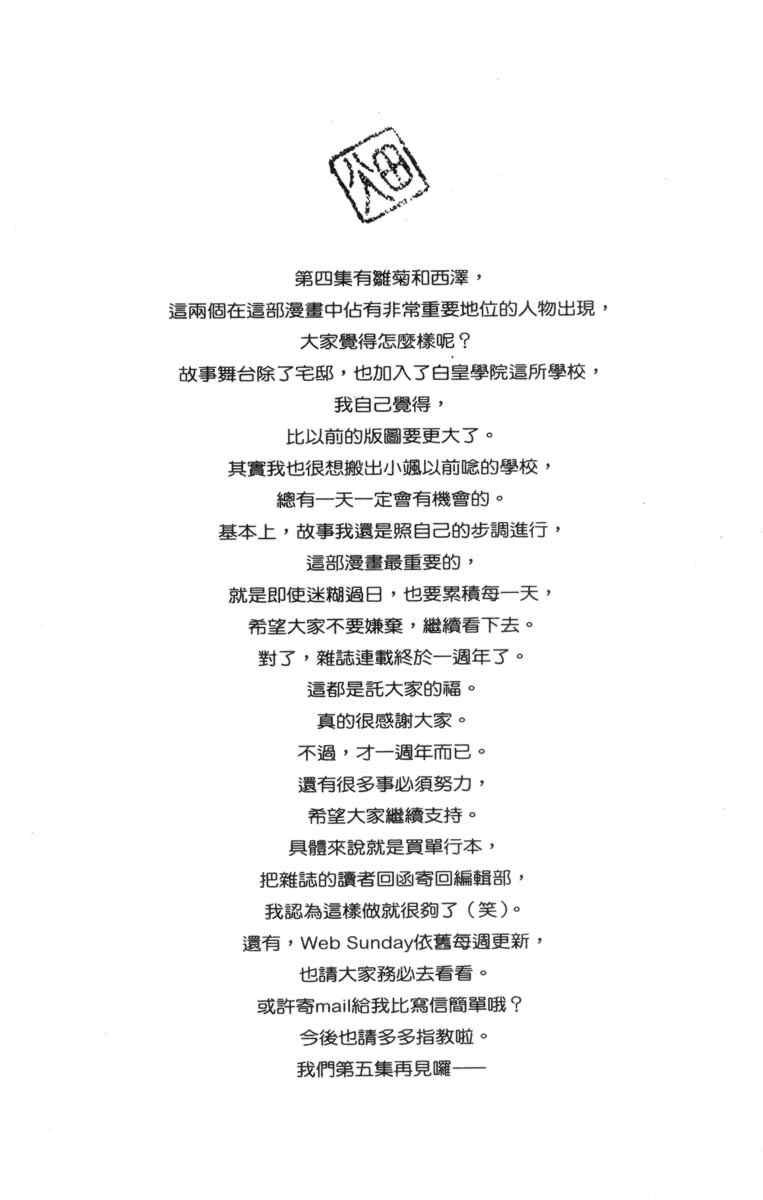 第四集有雛菊和西澤，
這兩個在這部漫畫中佔有非常重要地位的人物出現，
大家覺得怎麼樣呢？
故事舞台除了宅邸，也加入了白皇學院這所學校，
我自己覺得，
比以前的版圖要更大了。
其實我也很想搬出小颯以前唸的學校，
總有一天一定會有機會的。
基本上，故事我還是照自己的步調進行，
這部漫畫最重要的，
就是即使迷糊過日，也要累積每一天，
希望大家不要嫌棄，繼續看下去。
對了，雜誌連載終於一週年了。
這都是託大家的福。
真的很感謝大家。
不過，才一週年而已。
還有很多事必須努力，
希望大家繼續支持。
具體來說就是買單行本，
把雜誌的讀者回函寄回編輯部，
我認為這樣做就很夠了（笑）。
還有，Web Sunday依舊每週更新，
也請大家務必去看看。
或許寄mail給我比寫信簡單哦？
今後也請多多指教啦。
我們第五集再見囉——